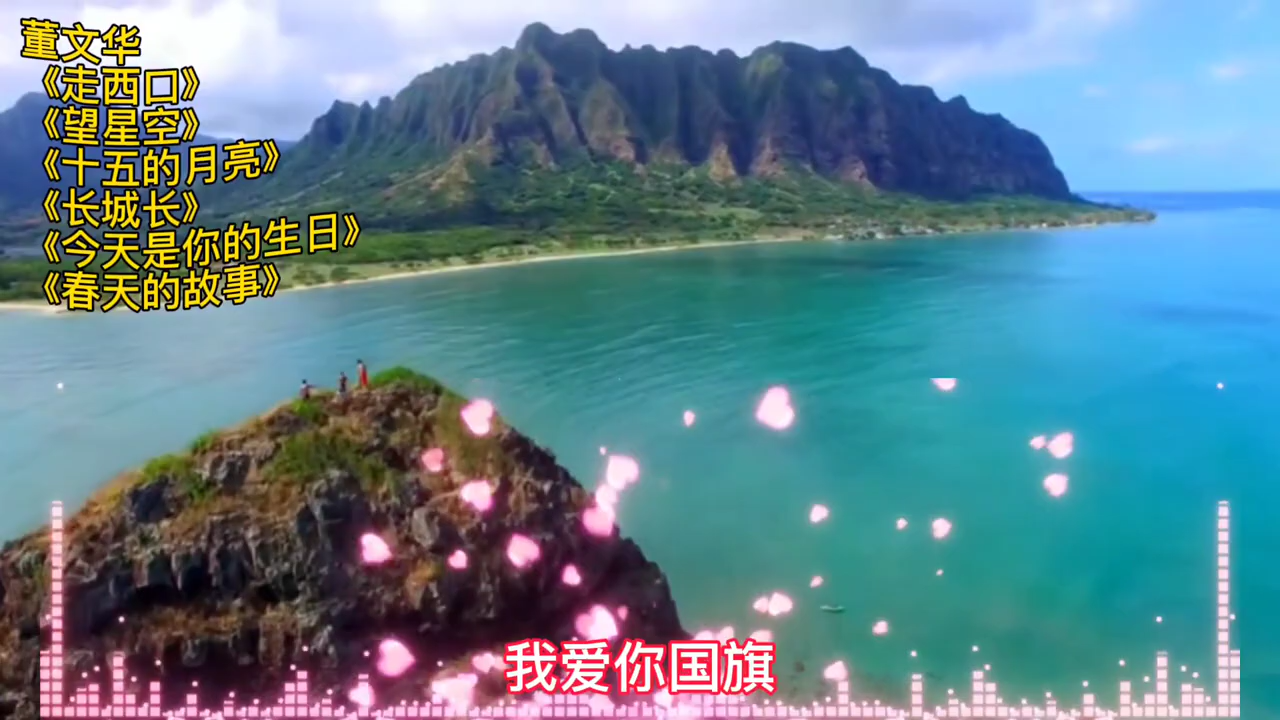 董文华
《走西口》
《望星空》
《十五的月亮》
《长城长》
《今天是你的生日》
《春天的故事》
我爱你国旗